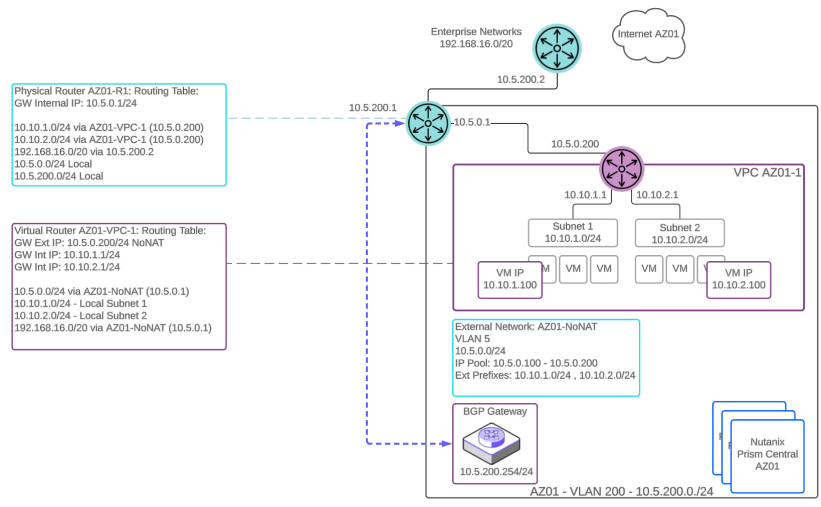 Enterprise Networks
192.168.16.0/20
Internet AZ01
10.5.200.2
Physical Router AZ01-R1: Routing Table:
GW Internal IP: 10.5.0.1/24
10.10.1.0/24 via AZ01-VPC-1 (10.5.0.200)
10.10.2.0/24 via AZ01-VPC-1 (10.5.0.200)
192.168.16.0/20 via 10.5.200.2
10.5.0.0/24 Local
10.5.200.0/24 Local
10.5.200.1
10.5.0.1
10.5.0.200
VPC AZ01-1
10.10.1.1
10.10.2.1
Subnet 1
10.10.1.0/24
Subnet 2
10.10.2.0/24
VM
VM
VM
VM
VM
VM IP
10.10.1.100
VM IP
10.10.2.100
Virtual Router AZ01-VPC-1: Routing Table:
GW Ext IP: 10.5.0.200/24 NoNAT
GW Int IP: 10.10.1.1/24
GW Int IP: 10.10.2.1/24
10.5.0.0/24 via AZ01-NoNAT (10.5.0.1)
10.10.1.0/24 - Local Subnet 1
10.10.2.0/24 - Local Subnet 2
192.168.16.0/20 via AZ01-NoNAT (10.5.0.1)
External Network: AZ01-NoNAT
VLAN 5
10.5.0.0/24
IP Pool: 10.5.0.100 - 10.5.0.200
Ext Prefixes: 10.10.1.0/24 , 10.10.2.0/24
BGP Gateway
10.5.200.254/24
Nutanix
Prism Central
AZ01
AZ01 - VLAN 200 - 10.5.200.0./24